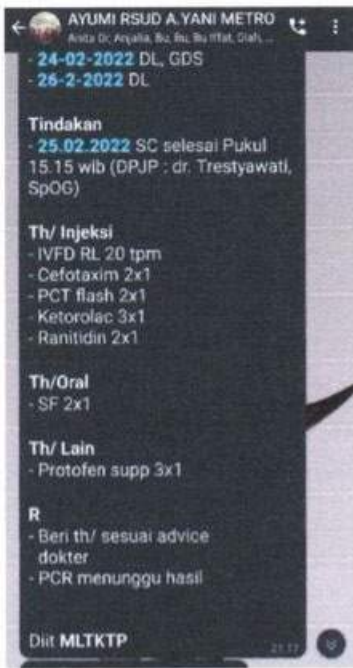 AYUMI RSUD A.YANI METRO
Anita Dr, Anjalia, Bu, Bu, Bu Iffat, Diah, ...
- 24-02-2022 DL, GDS
- 26-2-2022 DL
Tindakan
- 25.02.2022 SC selesai Pukul
15.15 wib (DPJP : dr. Trestyawati,
SpOG)
Th/ Injeksi
- IVFD RL 20 tpm
- Cefotaxim 2x1
- PCT flash 2x1
- Ketorolac 3x1
- Ranitidin 2x1
Th/Oral
- SF 2x1
Th/ Lain
- Protofen supp 3x1
R
- Beri th/ sesuai advice
dokter
- PCR menunggu hasil
Diit MLTKTP
21.17